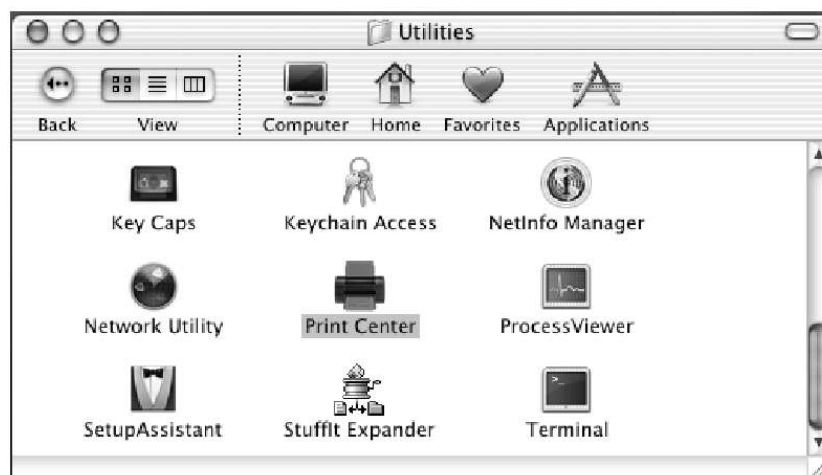 Utilities
Back View Computer Home Favorites Applications
Key Caps Keychain Access NetInfo Manager
Network Utility Print Center ProcessViewer
SetupAssistant StuffIt Expander Terminal